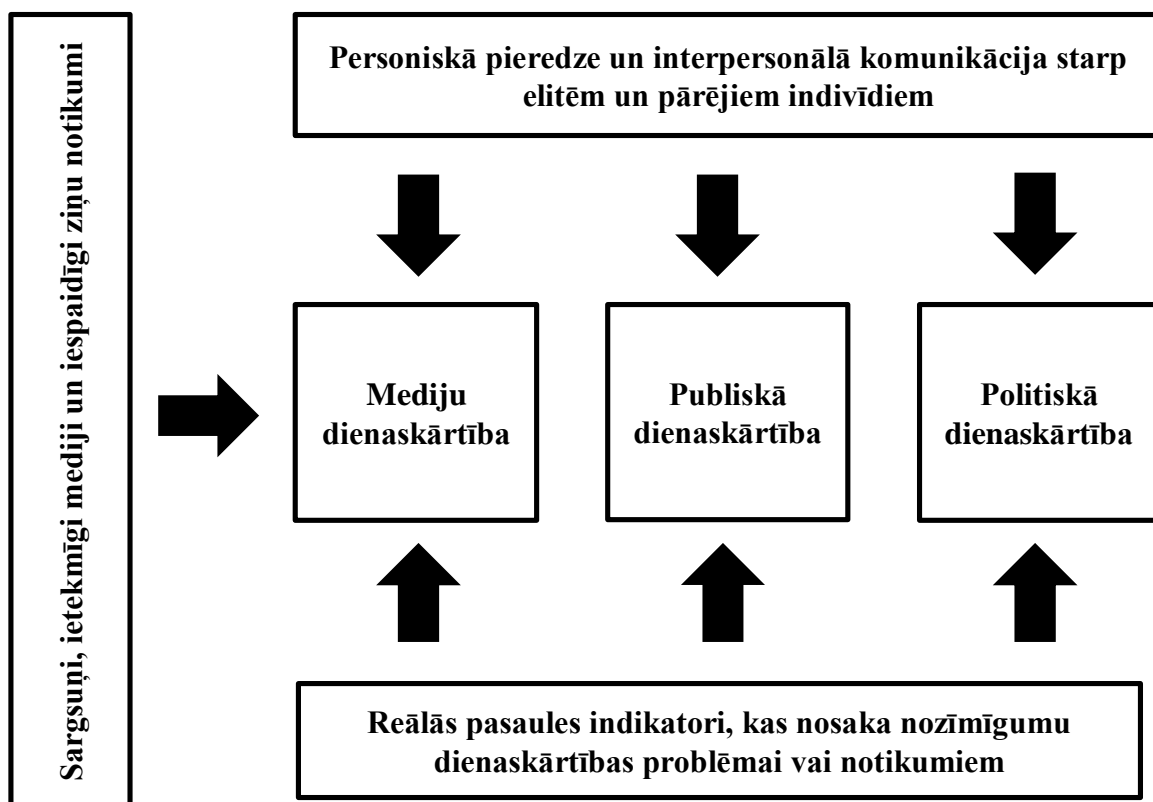 Sargsuņi, ietekmīgi mediji un iespaidīgi ziņu notikumi
Personiskā pieredze un interpersonālā komunikācija starp
elitēm un pārējiem indivīdiem
Mediju
dienaskārtība
Publiskā
dienaskārtība
Politiskā
dienaskārtība
Reālās pasaules indikatori, kas nosaka nozīmīgumu
dienaskārtības problēmai vai notikumiem